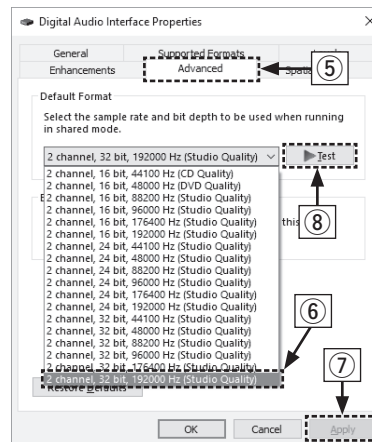 Digital Audio Interface Properties
General Supported Formats
Enhancements Advanced
5
Default Format
Select the sample rate and bit depth to be used when running
in shared mode.
2 channel, 32 bit, 192000 Hz (Studio Quality) Test
2 channel, 16 bit, 44100 Hz (CD Quality)
2 channel, 16 bit, 48000 Hz (DVD Quality)
2 channel, 16 bit, 88200 Hz (Studio Quality)
2 channel, 16 bit, 96000 Hz (Studio Quality)
2 channel, 16 bit, 176400 Hz (Studio Quality) this
8
2 channel, 16 bit, 192000 Hz (Studio Quality)
2 channel, 24 bit, 44100 Hz (Studio Quality)
2 channel, 24 bit, 48000 Hz (Studio Quality)
2 channel, 24 bit, 88200 Hz (Studio Quality)
2 channel, 24 bit, 96000 Hz (Studio Quality)
2 channel, 24 bit, 176400 Hz (Studio Quality)
2 channel, 24 bit, 192000 Hz (Studio Quality)
2 channel, 32 bit, 44100 Hz (Studio Quality)
2 channel, 32 bit, 48000 Hz (Studio Quality)
2 channel, 32 bit, 88200 Hz (Studio Quality)
2 channel, 32 bit, 96000 Hz (Studio Quality)
2 channel, 32 bit, 176400 Hz (Studio Quality)
2 channel, 32 bit, 192000 Hz (Studio Quality)
6
7
Restore Defaults
OK Cancel Apply